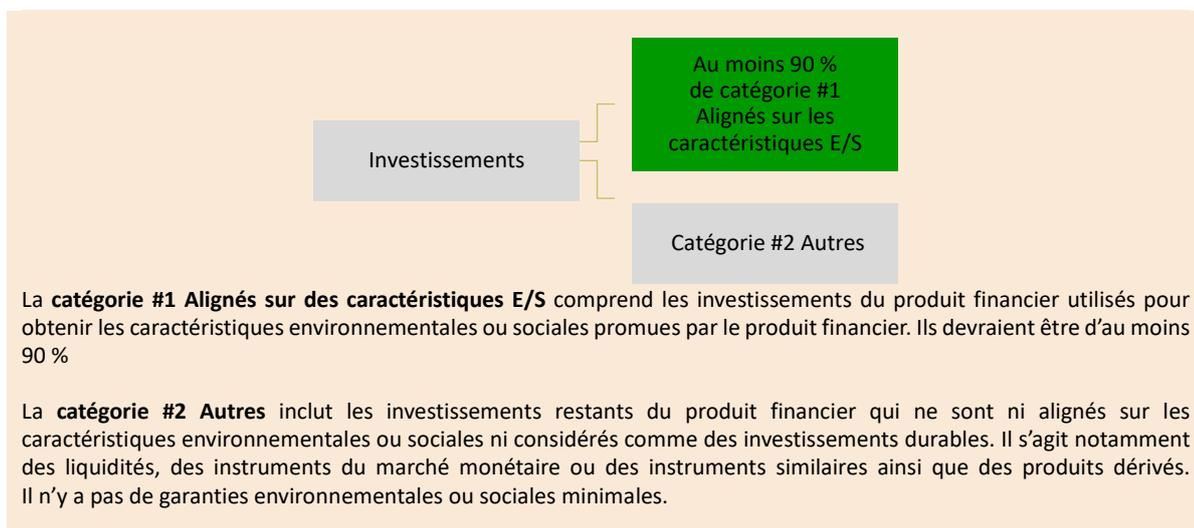 Au moins 90 %
de catégorie #1
Alignés sur les
caractéristiques E/S
Investissements
Catégorie #2 Autres
La catégorie #1 Alignés sur des caractéristiques E/S comprend les investissements du produit financier utilisés pour
obtenir les caractéristiques environnementales ou sociales promues par le produit financier. Ils devraient être d’au moins
90 %
La catégorie #2 Autres inclut les investissements restants du produit financier qui ne sont ni alignés sur les
caractéristiques environnementales ou sociales ni considérés comme des investissements durables. Il s’agit notamment
des liquidités, des instruments du marché monétaire ou des instruments similaires ainsi que des produits dérivés.
Il n’y a pas de garanties environnementales ou sociales minimales.